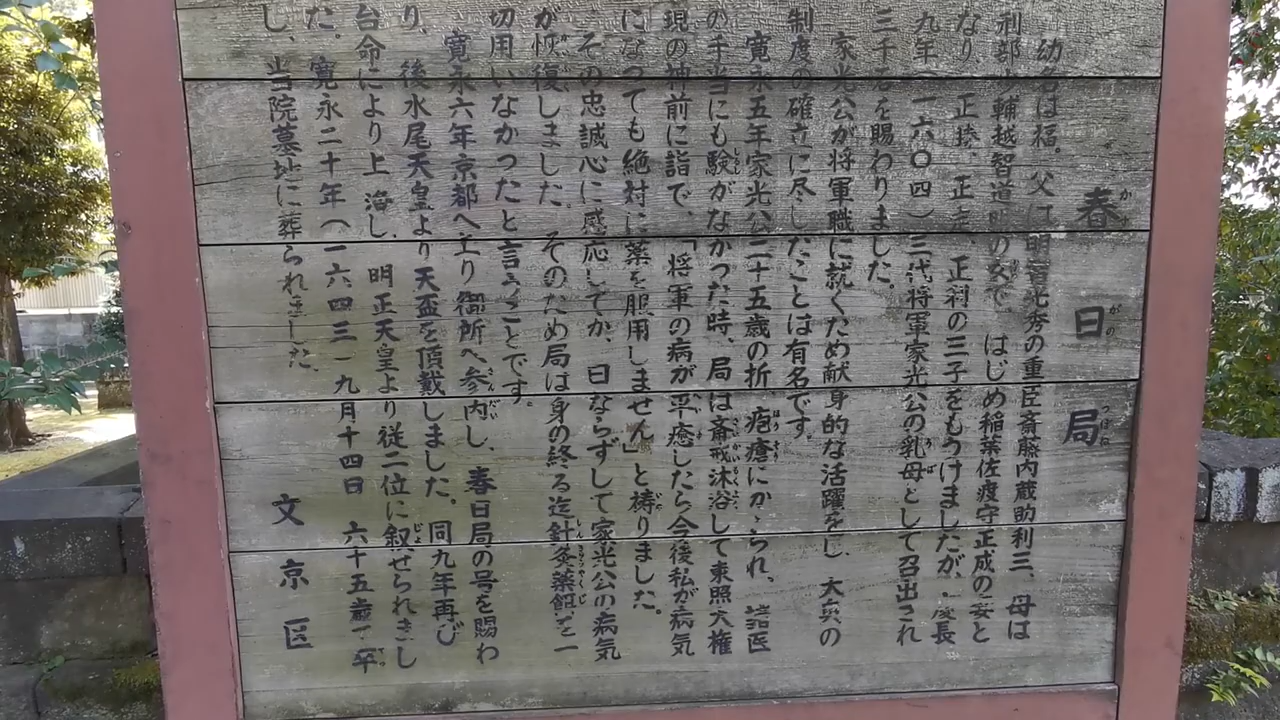 春日局
かすがのつぼね
幼名は福。父は明智光秀の重臣斎藤内蔵助利三、母は
刑部少輔越智道明の女で、はじめ稲葉佐渡守正成の妾と
なり、正勝、正定、正利の三子をもうけましたが、慶長
九年(一六〇四)三代将軍家光公の乳母として召出され
三千石を賜わりました。
家光公が将軍職に就くため献身的な活躍をし、大奥の
制度の確立に尽したことは有名です。
寛永五年家光公二十五歳の折、疱瘡にかゝられ、諸医
の手当にも験がなかった時、局は斎戒沐浴して東照大権
現の神前に詣で、「将軍の病が平癒したら今後私が病気
になっても絶対に薬を服用しません」と祷りました。
その忠誠心に感応してか、日ならずして家光公の病気
が恢復しました。そのため局は身の終る迄針灸薬餌を一
切用いなかったと言うことです。
寛永六年京都へ上り御所へ参内し、春日局の号を賜わ
り、後水尾天皇より天盃を頂戴しました。同九年再び
台命により上洛し、明正天皇より従二位に叙せられまし
た。寛永二十年(一六四三)九月十四日 六十五歳で卒
し、当院墓地に葬られました。
文京区